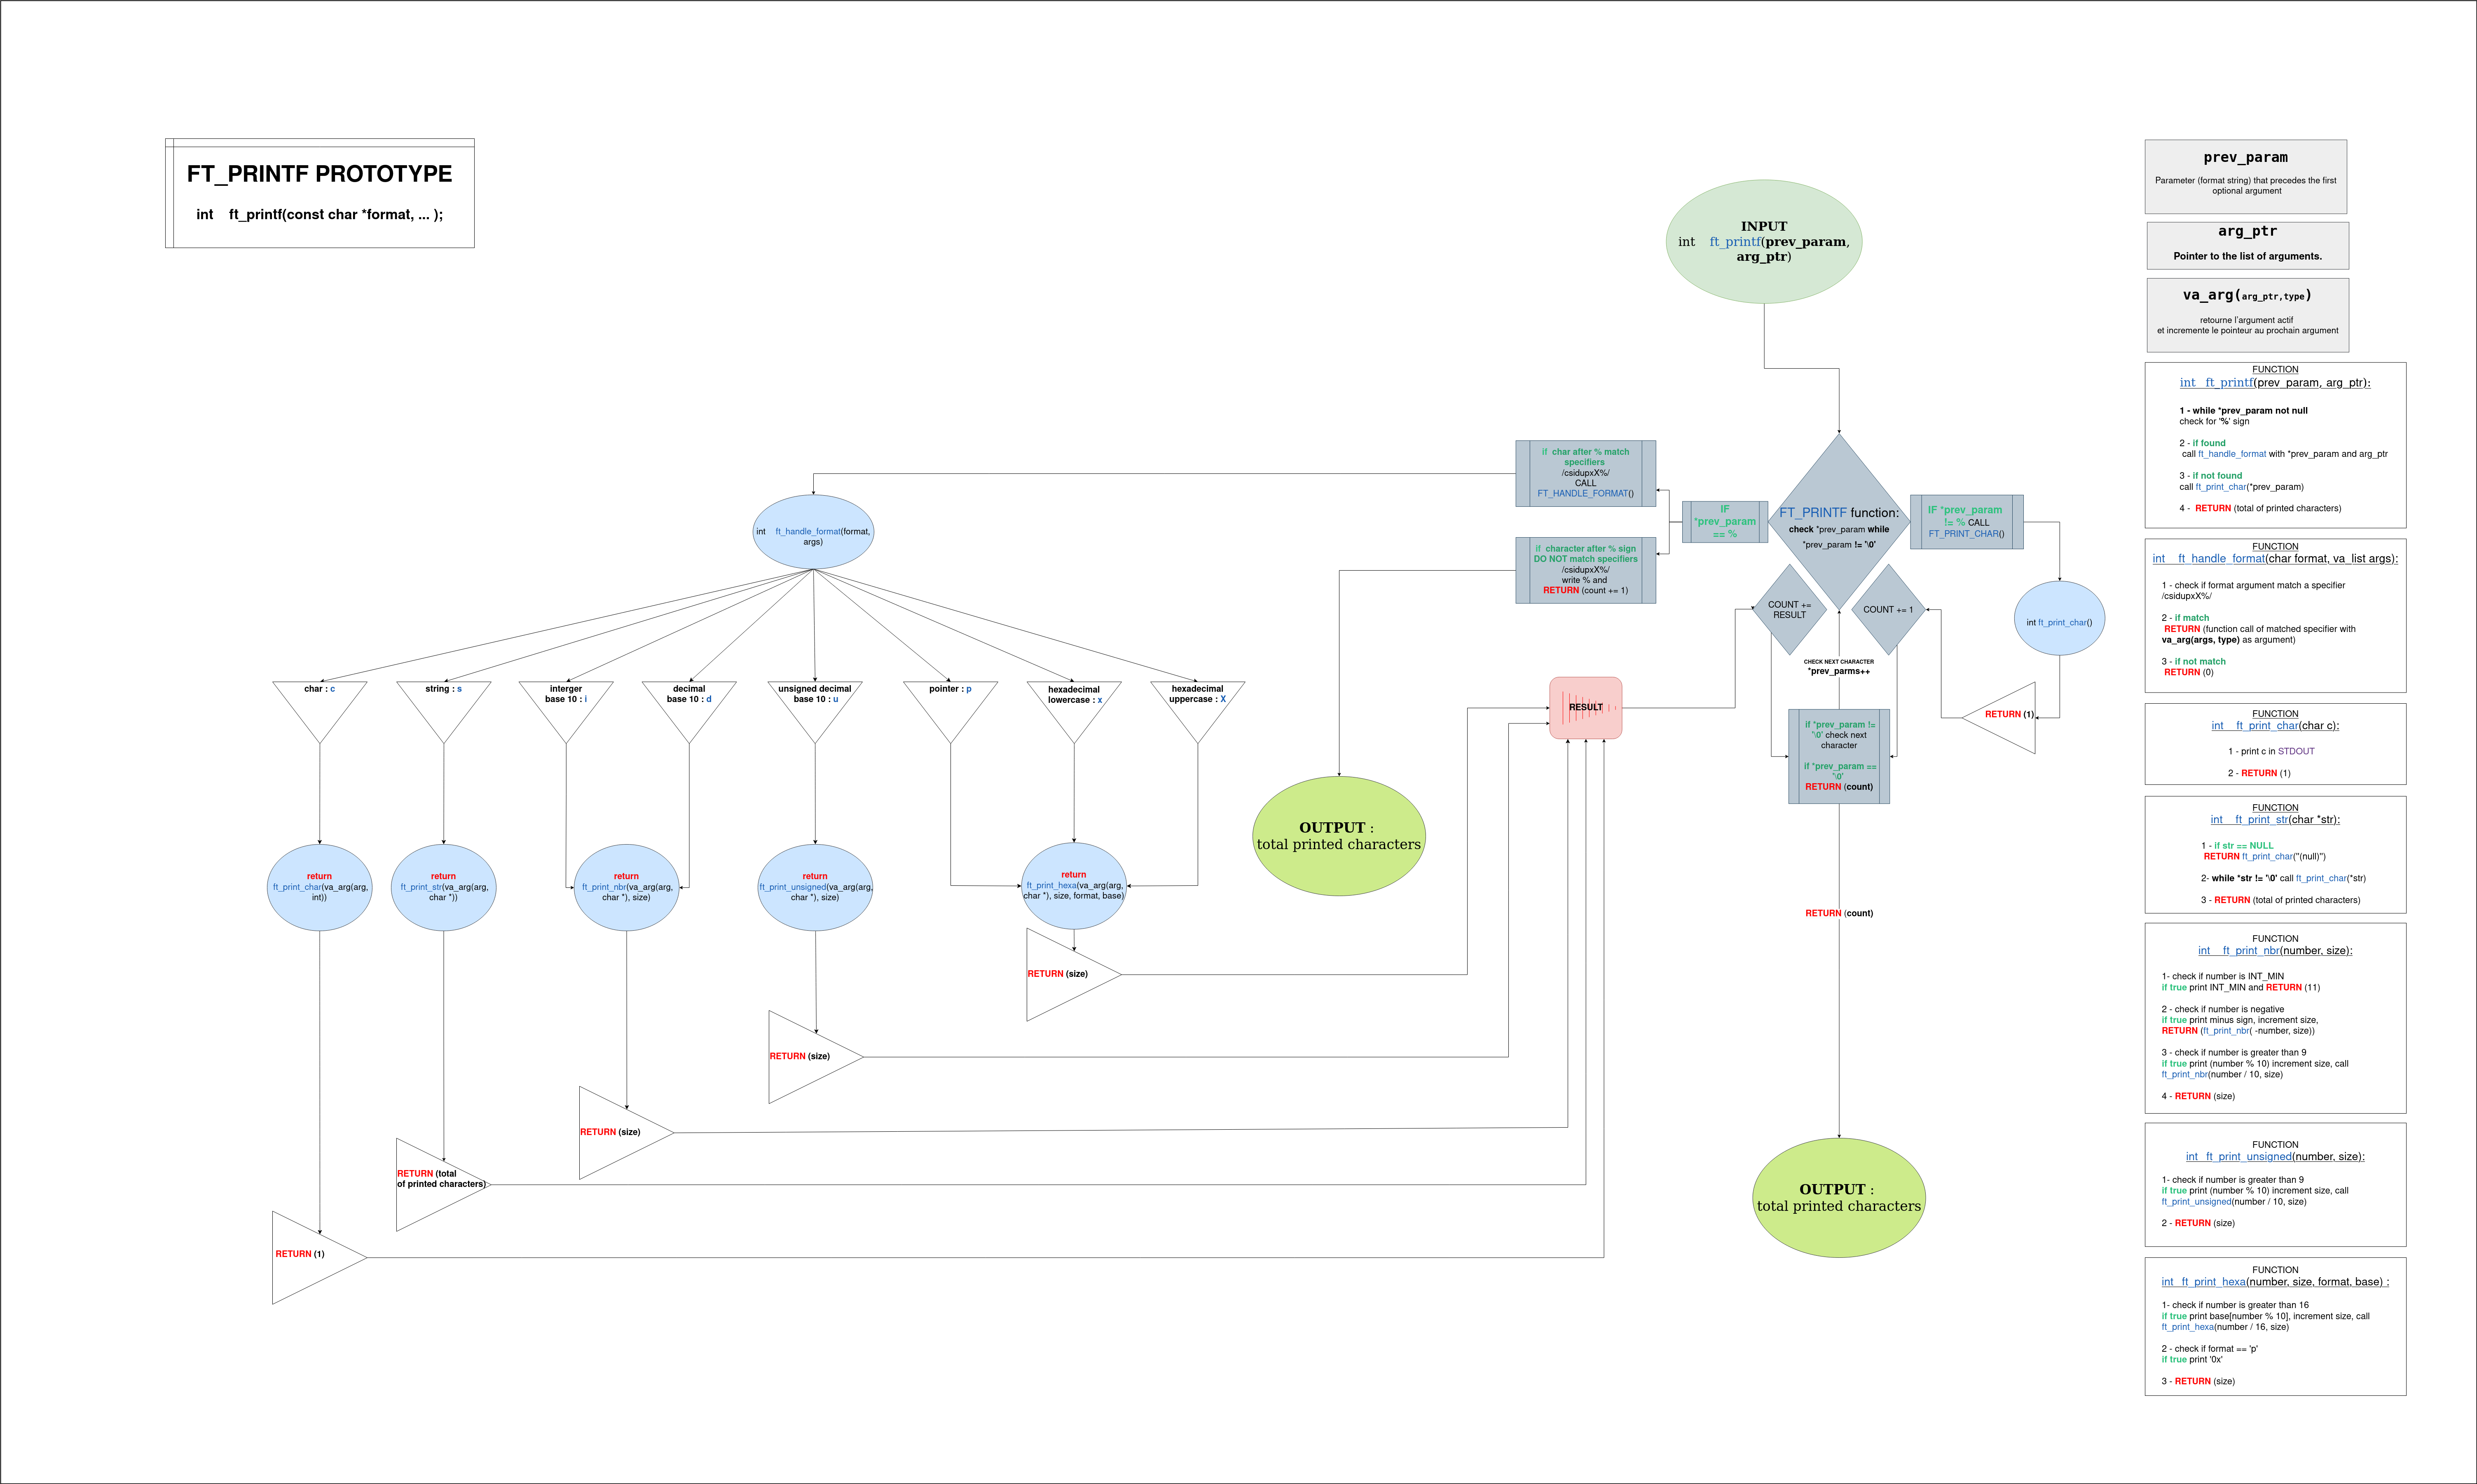 FT_PRINTF PROTOTYPE
int ft_printf(const char *format, ... );
INPUT
int ft_printf(prev_param,
arg_ptr)
if char after % match
specifiers
/csidupxX%/
CALL
FT_HANDLE_FORMAT()
if character after % sign
DO NOT match specifiers
/csidupxX%/
write % and
RETURN (count += 1)
IF
*prev_param
== %
FT_PRINTF function:
check *prev_param while
*prev_param != '\0'
IF *prev_param
!= % CALL
FT_PRINT_CHAR()
int ft_handle_format(format,
args)
COUNT +=
RESULT
COUNT += 1
int ft_print_char()
CHECK NEXT CHARACTER
*prev_parms++
RETURN (1)
RESULT
if *prev_param !=
'\0' check next
character
if *prev_param ==
'\0'
RETURN (count)
char : c
string : s
interger
base 10 : i
decimal
base 10 : d
unsigned decimal
base 10 : u
pointer : p
hexadecimal
lowercase : x
hexadecimal
uppercase : X
return
ft_print_char(va_arg(arg,
int))
return
ft_print_str(va_arg(arg,
char *))
return
ft_print_nbr(va_arg(arg,
char *), size)
return
ft_print_unsigned(va_arg(arg,
char *), size)
return
ft_print_hexa(va_arg(arg,
char *), size, format, base)
OUTPUT :
total printed characters
RETURN (count)
RETURN (size)
RETURN (size)
RETURN (size)
RETURN (total
of printed characters)
RETURN (1)
OUTPUT :
total printed characters
prev_param
Parameter (format string) that precedes the first
optional argument
arg_ptr
Pointer to the list of arguments.
va_arg(arg_ptr,type)
retourne l'argument actif
et incremente le pointeur au prochain argument
FUNCTION
int ft_printf(prev_param, arg_ptr):
1 - while *prev_param not null
check for '%' sign
2 - if found
call ft_handle_format with *prev_param and arg_ptr
3 - if not found
call ft_print_char(*prev_param)
4 - RETURN (total of printed characters)
FUNCTION
int ft_handle_format(char format, va_list args):
1 - check if format argument match a specifier
/csidupxX%/
2 - if match
RETURN (function call of matched specifier with
va_arg(args, type) as argument)
3 - if not match
RETURN (0)
FUNCTION
int ft_print_char(char c):
1 - print c in STDOUT
2 - RETURN (1)
FUNCTION
int ft_print_str(char *str):
1 - if str == NULL
RETURN ft_print_char("(null)")
2- while *str != '\0' call ft_print_char(*str)
3 - RETURN (total of printed characters)
FUNCTION
int ft_print_nbr(number, size):
1- check if number is INT_MIN
if true print INT_MIN and RETURN (11)
2 - check if number is negative
if true print minus sign, increment size,
RETURN (ft_print_nbr( -number, size))
3 - check if number is greater than 9
if true print (number % 10) increment size, call
ft_print_nbr(number / 10, size)
4 - RETURN (size)
FUNCTION
int ft_print_unsigned(number, size):
1- check if number is greater than 9
if true print (number % 10) increment size, call
ft_print_unsigned(number / 10, size)
2 - RETURN (size)
FUNCTION
int ft_print_hexa(number, size, format, base) :
1- check if number is greater than 16
if true print base[number % 10], increment size, call
ft_print_hexa(number / 16, size)
2 - check if format == 'p'
if true print '0x'
3 - RETURN (size)